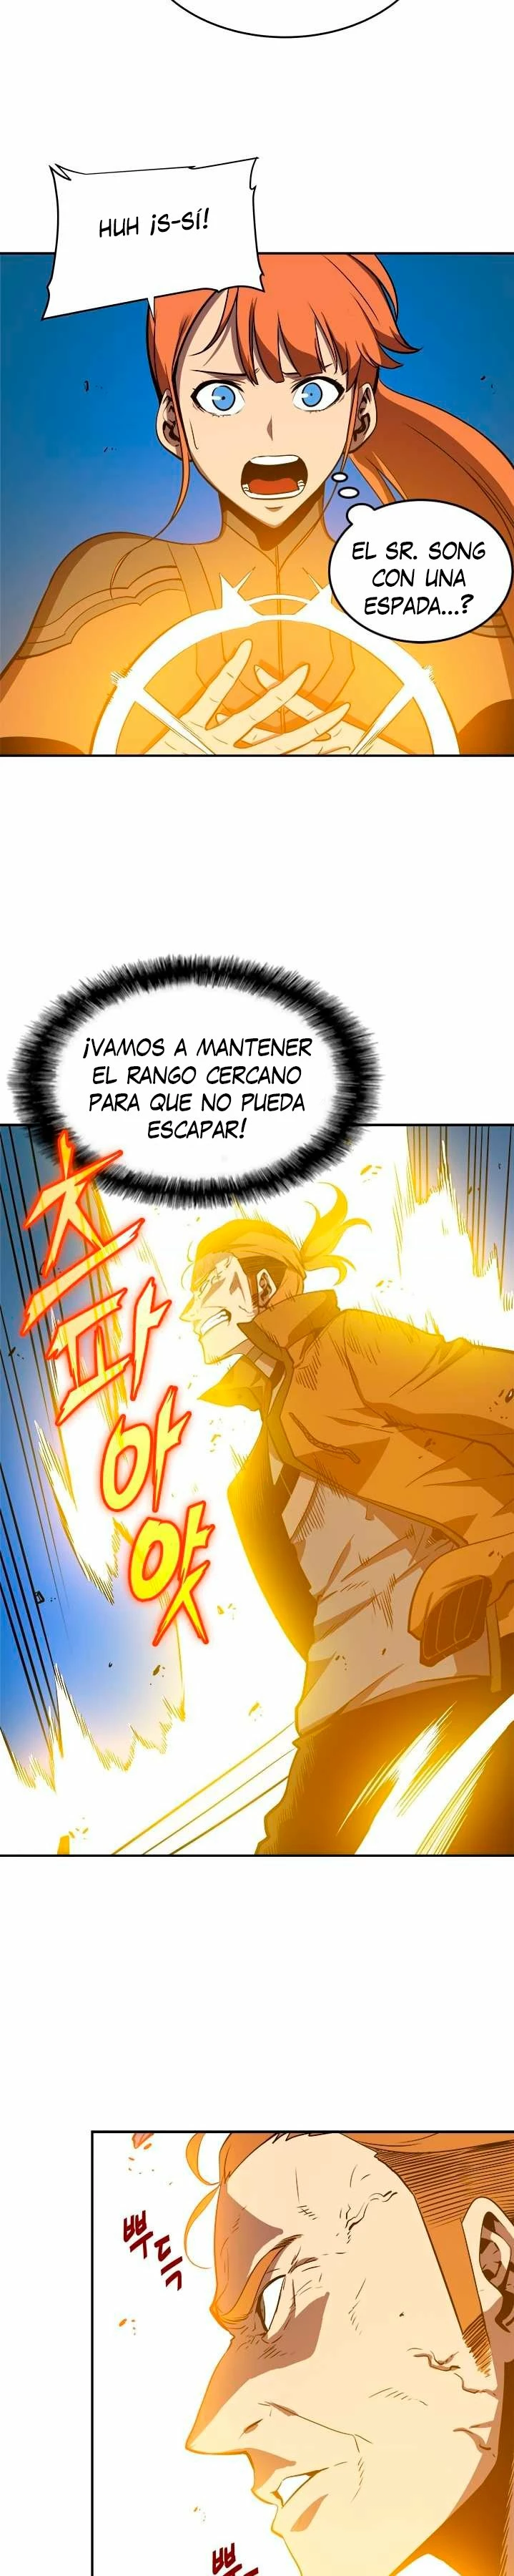 HUH ¡S-SÍ!
EL SR. SONG
CON UNA
ESPADA...?
¡VAMOS A MANTENER
EL RANGO CERCANO
PARA QUE NO PUEDA
ESCAPAR!
츠파아앗
뿌득